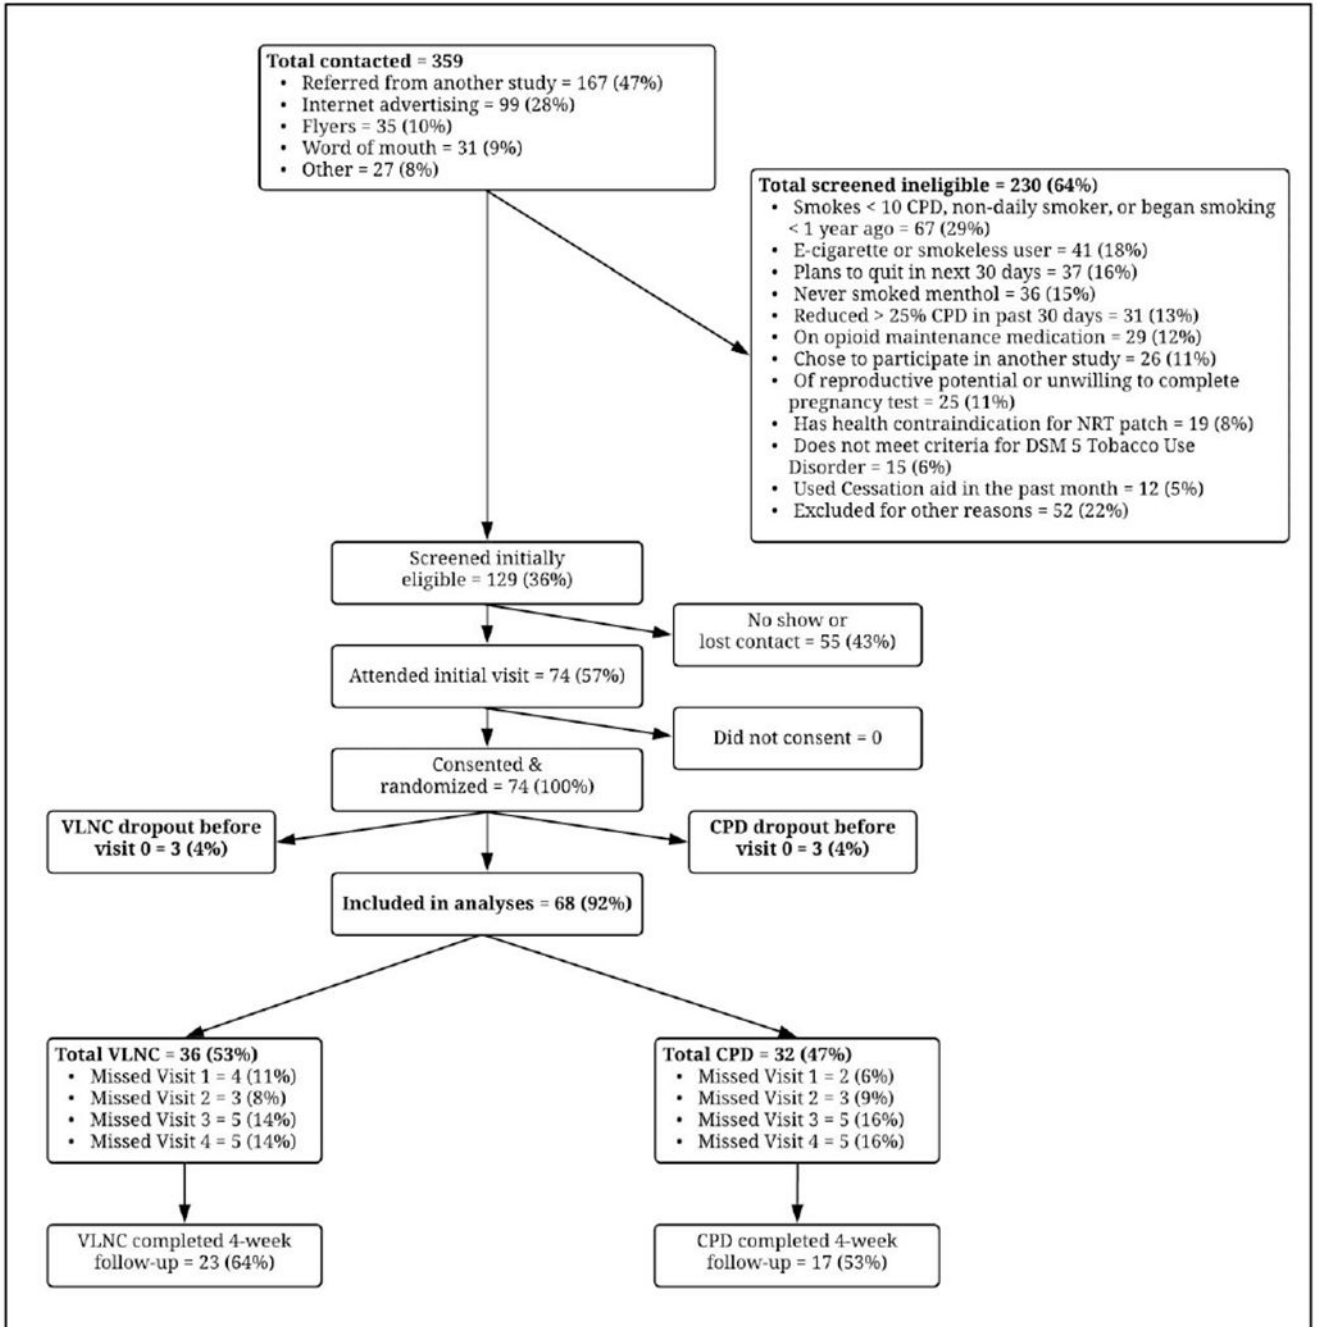 Total contacted = 359
• Referred from another study = 167 (47%)
• Internet advertising = 99 (28%)
• Flyers = 35 (10%)
• Word of mouth = 31 (9%)
• Other = 27 (8%)
Total screened ineligible = 230 (64%)
• Smokes < 10 CPD, non-daily smoker, or began smoking
< 1 year ago = 67 (29%)
• E-cigarette or smokeless user = 41 (18%)
• Plans to quit in next 30 days = 37 (16%)
• Never smoked menthol = 36 (15%)
• Reduced > 25% CPD in past 30 days = 31 (13%)
• On opioid maintenance medication = 29 (12%)
• Chose to participate in another study = 26 (11%)
• Of reproductive potential or unwilling to complete
pregnancy test = 25 (11%)
• Has health contraindication for NRT patch = 19 (8%)
• Does not meet criteria for DSM 5 Tobacco Use
Disorder = 15 (6%)
• Used Cessation aid in the past month = 12 (5%)
• Excluded for other reasons = 52 (22%)
Screened initially
eligible = 129 (36%)
No show or
lost contact = 55 (43%)
Attended initial visit = 74 (57%)
Did not consent = 0
Consented &
randomized = 74 (100%)
VLNC dropout before
visit 0 = 3 (4%)
CPD dropout before
visit 0 = 3 (4%)
Included in analyses = 68 (92%)
Total VLNC = 36 (53%)
• Missed Visit 1 = 4 (11%)
• Missed Visit 2 = 3 (8%)
• Missed Visit 3 = 5 (14%)
• Missed Visit 4 = 5 (14%)
Total CPD = 32 (47%)
• Missed Visit 1 = 2 (6%)
• Missed Visit 2 = 3 (9%)
• Missed Visit 3 = 5 (16%)
• Missed Visit 4 = 5 (16%)
VLNC completed 4-week
follow-up = 23 (64%)
CPD completed 4-week
follow-up = 17 (53%)